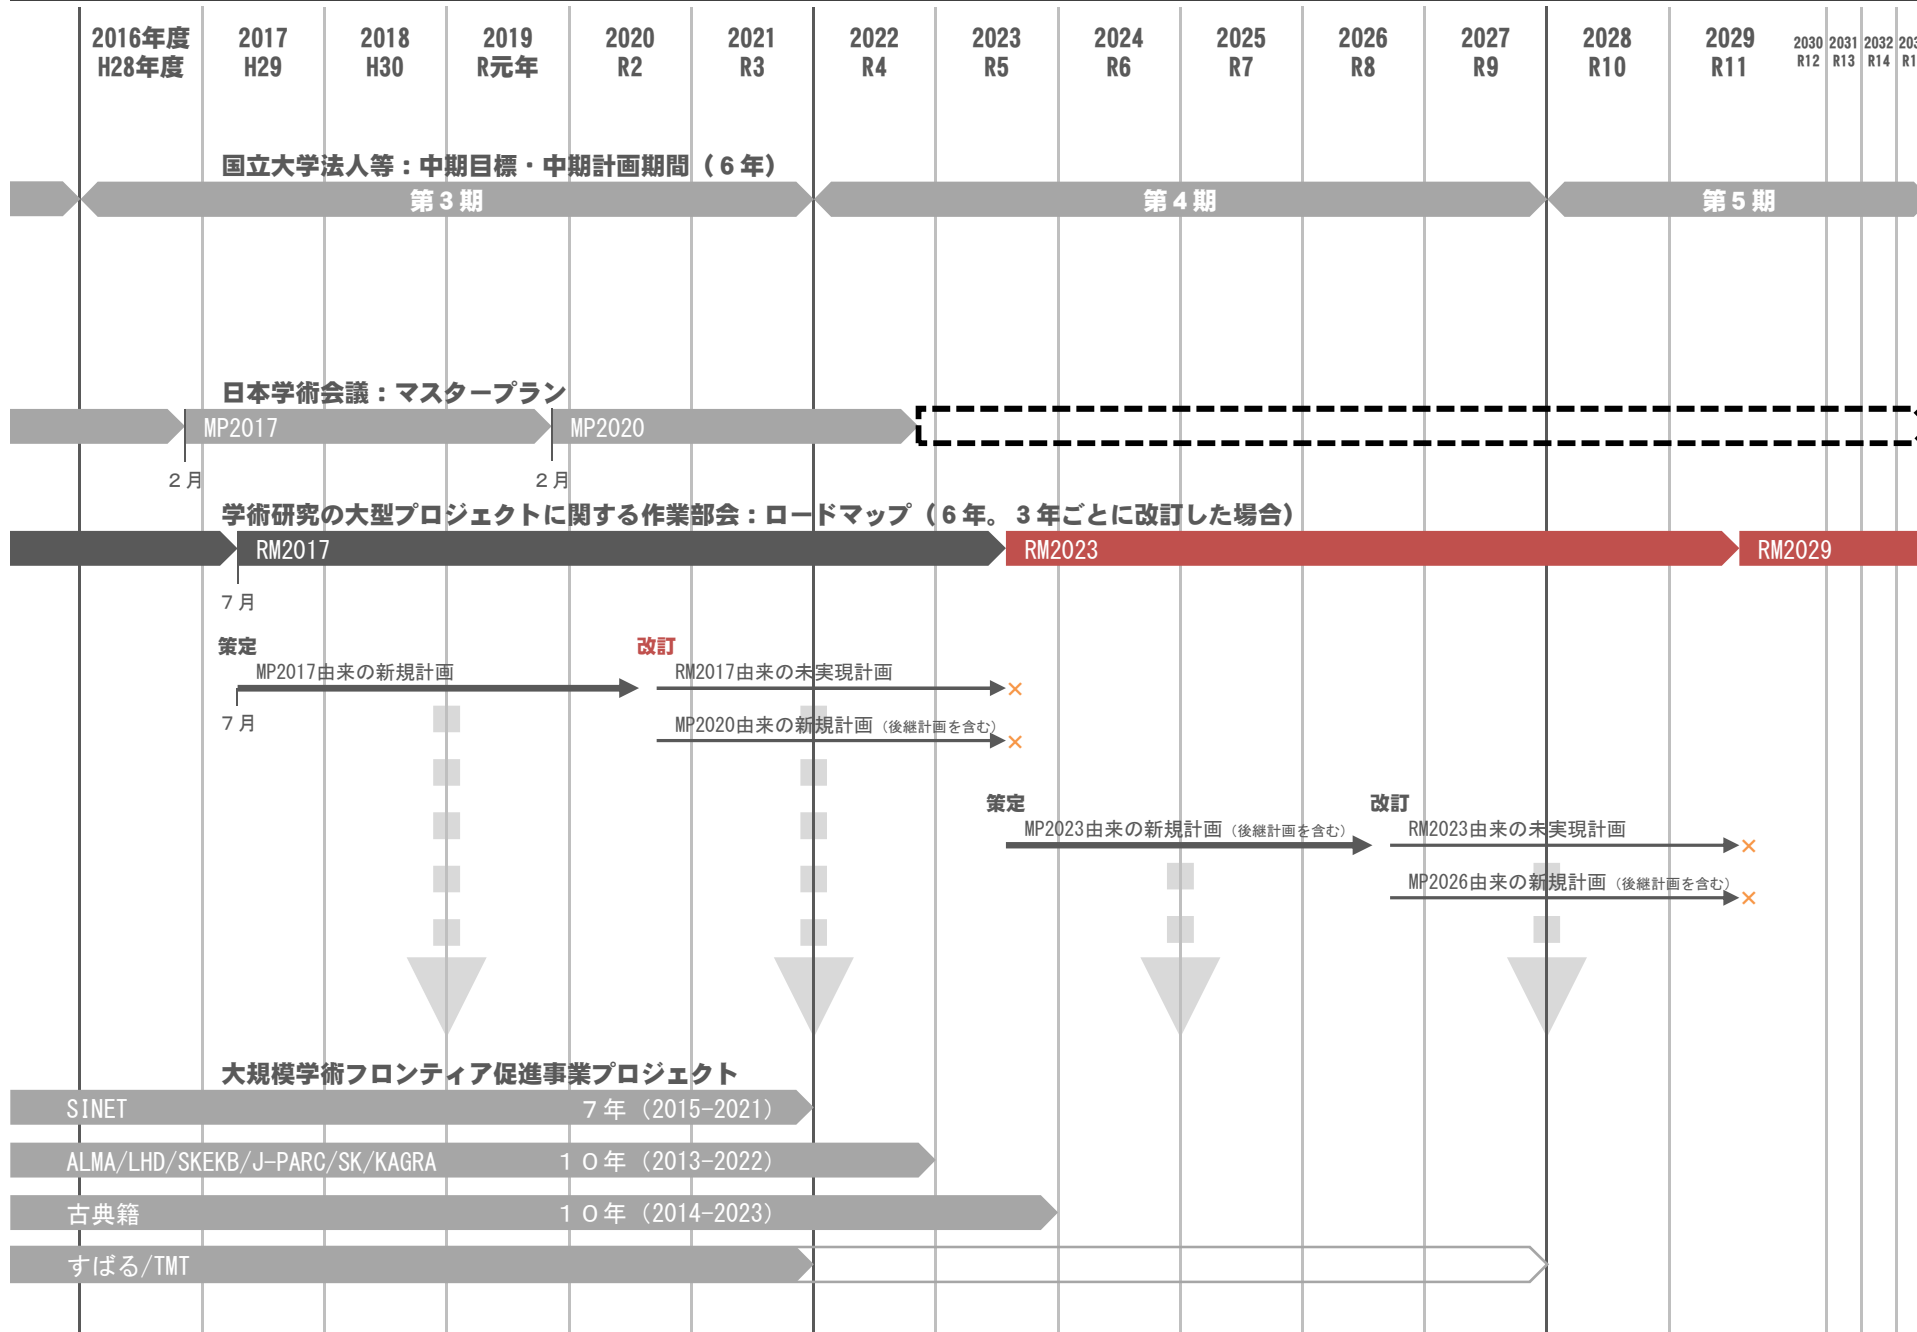 2016年度 2017 2018 2019 2020 2021 2022 2023 2024 2025 2026 2027 2028 2029 2030 2031 2032
H28年度 H29 H30 R元年 R2 R3 R4 R5 R6 R7 R8 R9 R10 R11 R12 R13 R14
国立大学法人等：中期目標・中期計画期間（６年）
第３期 第４期 第５期
日本学術会議：マスタープラン
MP2017 MP2020
２月 ２月
学術研究の大型プロジェクトに関する作業部会：ロードマップ（６年。３年ごとに改訂した場合）
RM2017 RM2023 RM2029
７月
策定 改訂
MP2017由来の新規計画 RM2017由来の未実現計画
×
７月
MP2020由来の新規計画（後継計画を含む）
×
策定 改訂
MP2023由来の新規計画（後継計画を含む） RM2023由来の未実現計画
×
MP2026由来の新規計画（後継計画を含む）
×
大規模学術フロンティア促進事業プロジェクト
SINET ７年（2015-2021）
ALMA/LHD/SKEKB/J-PARC/SK/KAGRA １０年（2013-2022）
古典籍 １０年（2014-2023）
すばる/TMT